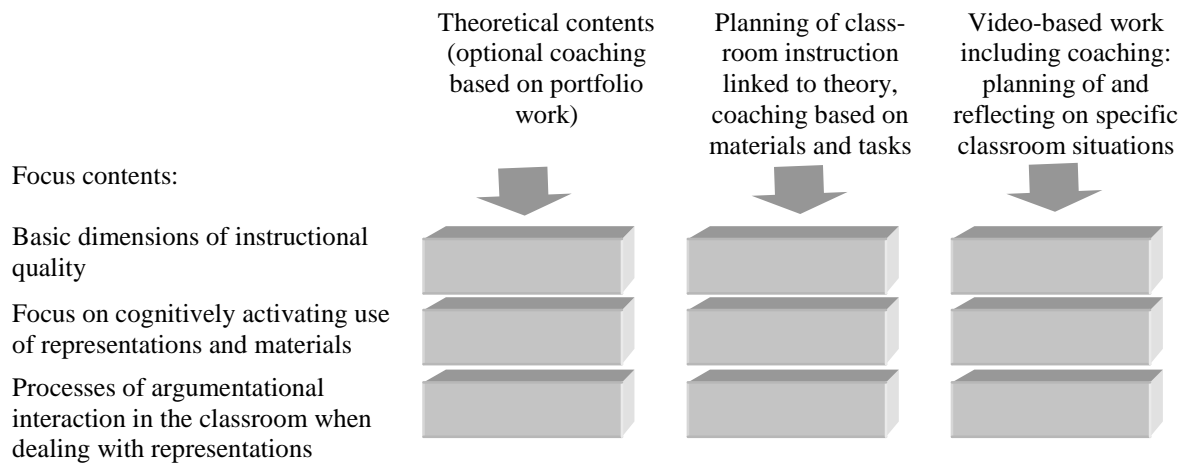 Theoretical contents
(optional coaching
based on portfolio
work)
Planning of class-
room instruction
linked to theory,
coaching based on
materials and tasks
Video-based work
including coaching:
planning of and
reflecting on specific
classroom situations
Focus contents:
Basic dimensions of instructional
quality
Focus on cognitively activating use
of representations and materials
Processes of argumentational
interaction in the classroom when
dealing with representations